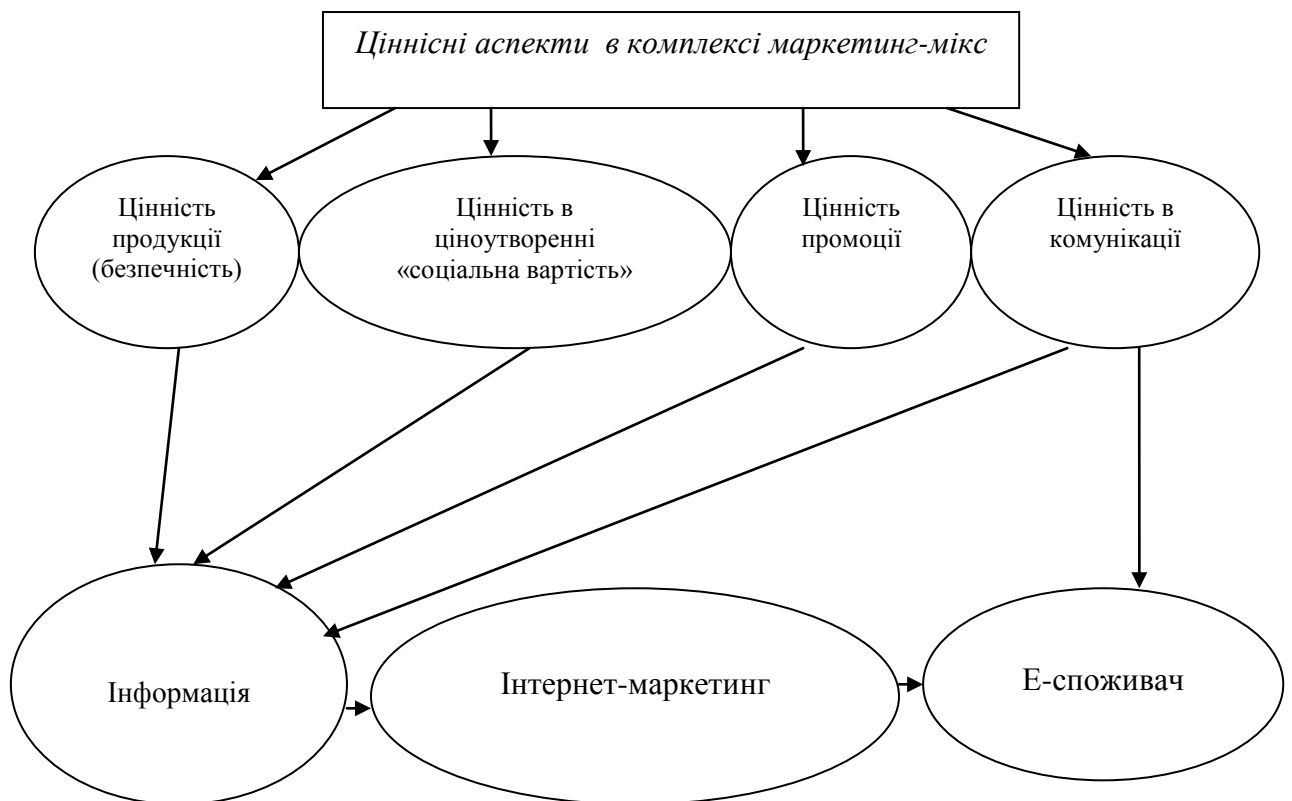 Ціннісні аспекти в комплексі маркетинг-мікс
Цінність
продукції
(безпечність)
Цінність в
ціноутворенні
«соціальна вартість»
Цінність
промоції
Цінність в
комунікації
Інформація
Інтернет-маркетинг
Е-споживач